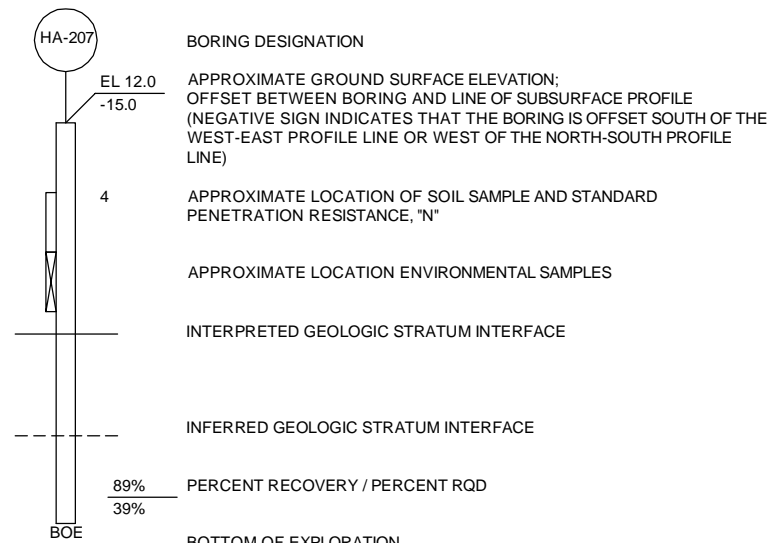 HA-207
BORING DESIGNATION
EL 12.0
-15.0
APPROXIMATE GROUND SURFACE ELEVATION;
OFFSET BETWEEN BORING AND LINE OF SUBSURFACE PROFILE
(NEGATIVE SIGN INDICATES THAT THE BORING IS OFFSET SOUTH OF THE
WEST-EAST PROFILE LINE OR WEST OF THE NORTH-SOUTH PROFILE
LINE)
4
APPROXIMATE LOCATION OF SOIL SAMPLE AND STANDARD
PENETRATION RESISTANCE, "N"
APPROXIMATE LOCATION ENVIRONMENTAL SAMPLES
INTERPRETED GEOLOGIC STRATUM INTERFACE
INFERRED GEOLOGIC STRATUM INTERFACE
89%
39%
PERCENT RECOVERY / PERCENT RQD
BOE
BOTTOM OF EXPLORATION